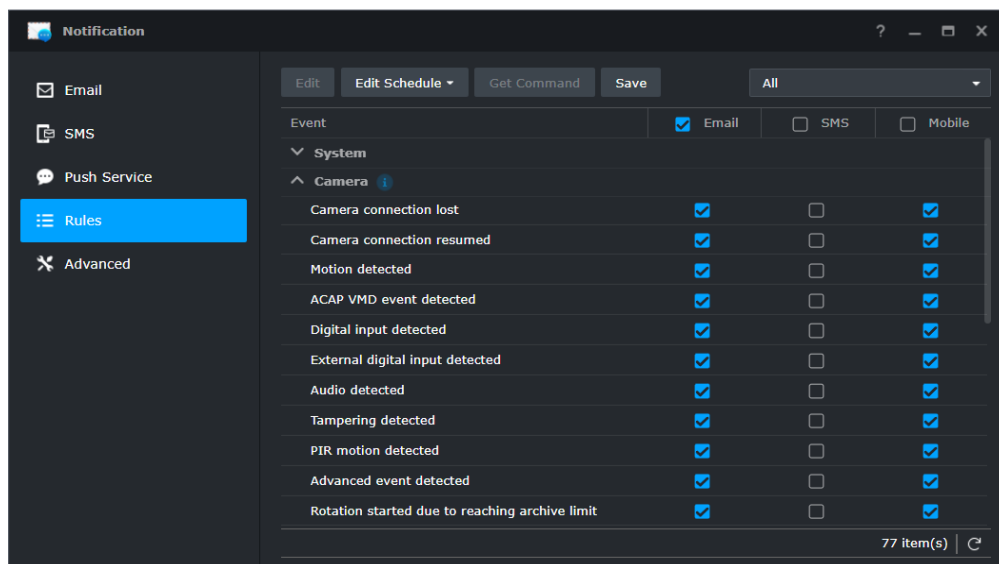 Notification
?
Email
SMS
Push Service
Rules
Advanced
Edit Edit Schedule Get Command Save All
Event Email SMS Mobile
System
Camera i
Camera connection lost
Camera connection resumed
Motion detected
ACAP VMD event detected
Digital input detected
External digital input detected
Audio detected
Tampering detected
PIR motion detected
Advanced event detected
Rotation started due to reaching archive limit
77 item(s)